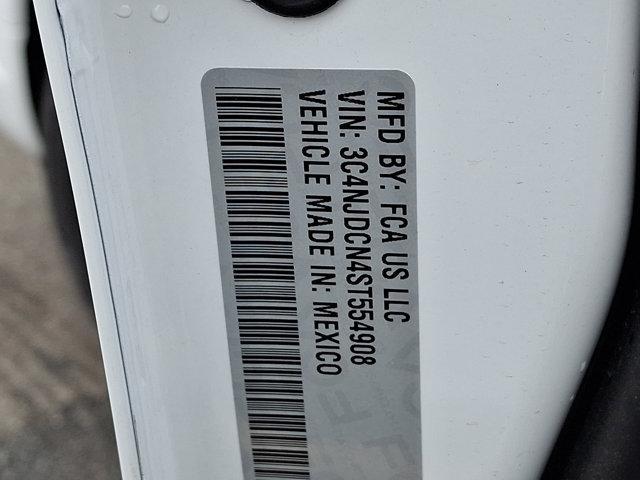 MFD BY: FCA US LLC
VIN: 3C4NJDCN4ST554908
VEHICLE MADE IN: MEXICO